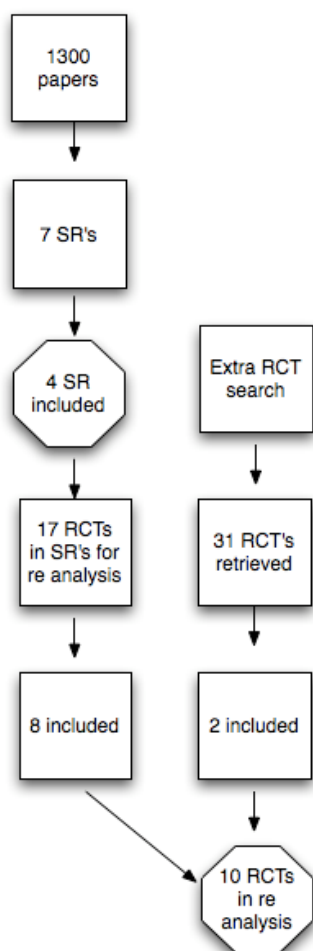 1300
papers
7 SR's
4 SR
included
17 RCTs
in SR's for
re analysis
8 included
Extra RCT
search
31 RCT's
retrieved
2 included
10 RCTs
in re
analysis